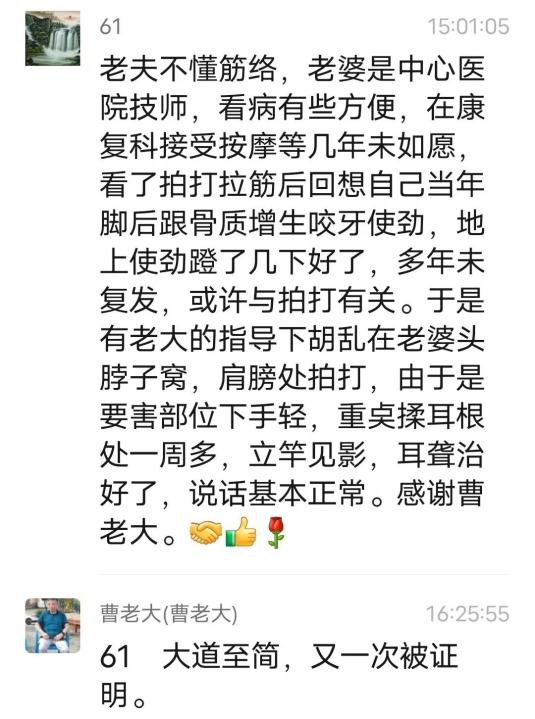 61 15:01:05
老夫不懂筋络，老婆是中心医
院技师，看病有些方便，在康
复科接受按摩等几年未如愿，
看了拍打拉筋后回想自己当年
脚后跟骨质增生咬牙使劲，地
上使劲蹬了几下好了，多年未
复发，或许与拍打有关。于是
有老大的指导下胡乱在老婆头
脖子窝，肩膀处拍打，由于是
要害部位下手轻，重奌揉耳根
处一周多，立竿见影，耳聋治
好了，说话基本正常。感谢曹
老大。🤝👍🌹
曹老大(曹老大) 16:25:55
61 大道至简，又一次被证
明。